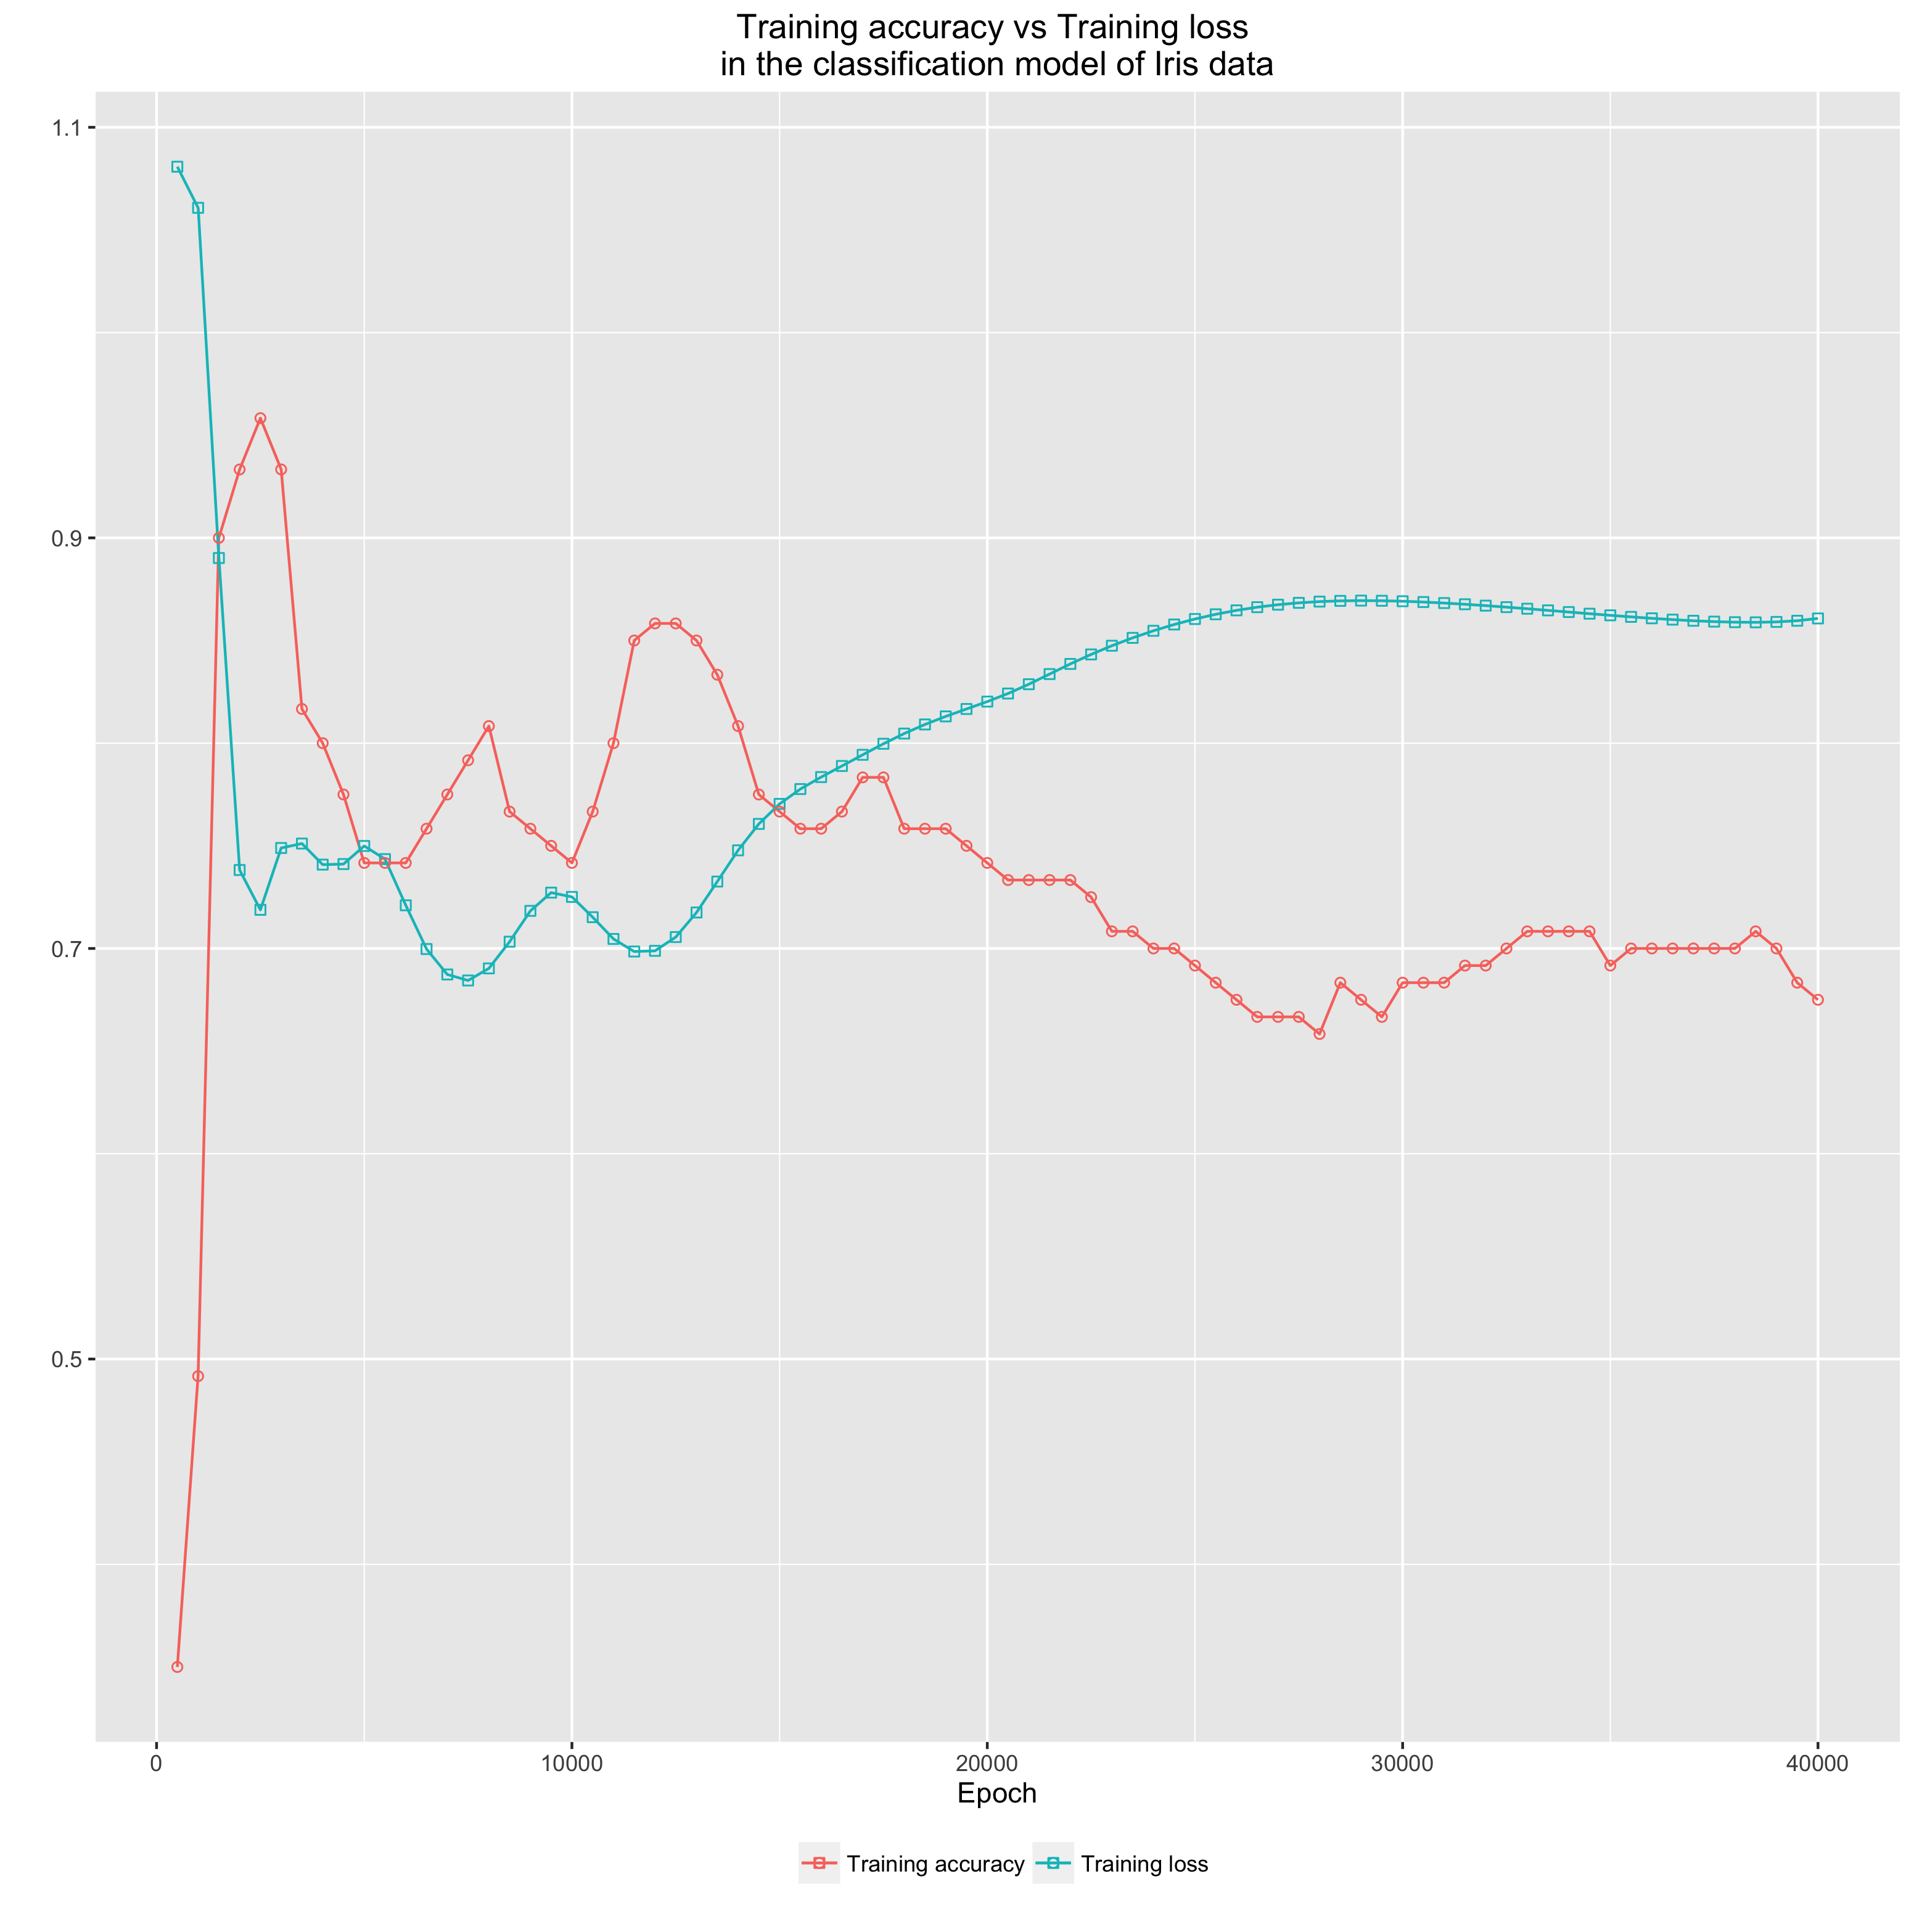 Training accuracy vs Training loss
in the classification model of Iris data
1.1
0.9
0.7
0.5
0 10000 20000 30000 40000
Epoch
Training accuracy Training loss